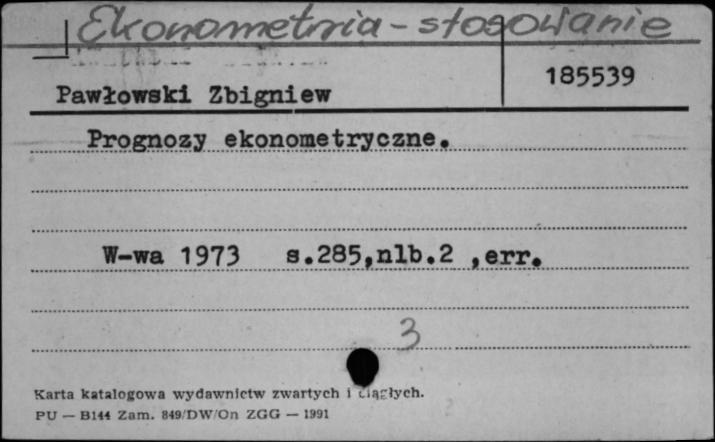 Ekonometria - stosowanie
185539
Pawłowski Zbigniew
Prognozy ekonometryczne.
W-wa 1973 s.285,nlb.2 ,err.
3
Karta katalogowa wydawnictw zwartych i ciągłych.
PU — B144 Zam. 849/DW/On ZGG — 1991